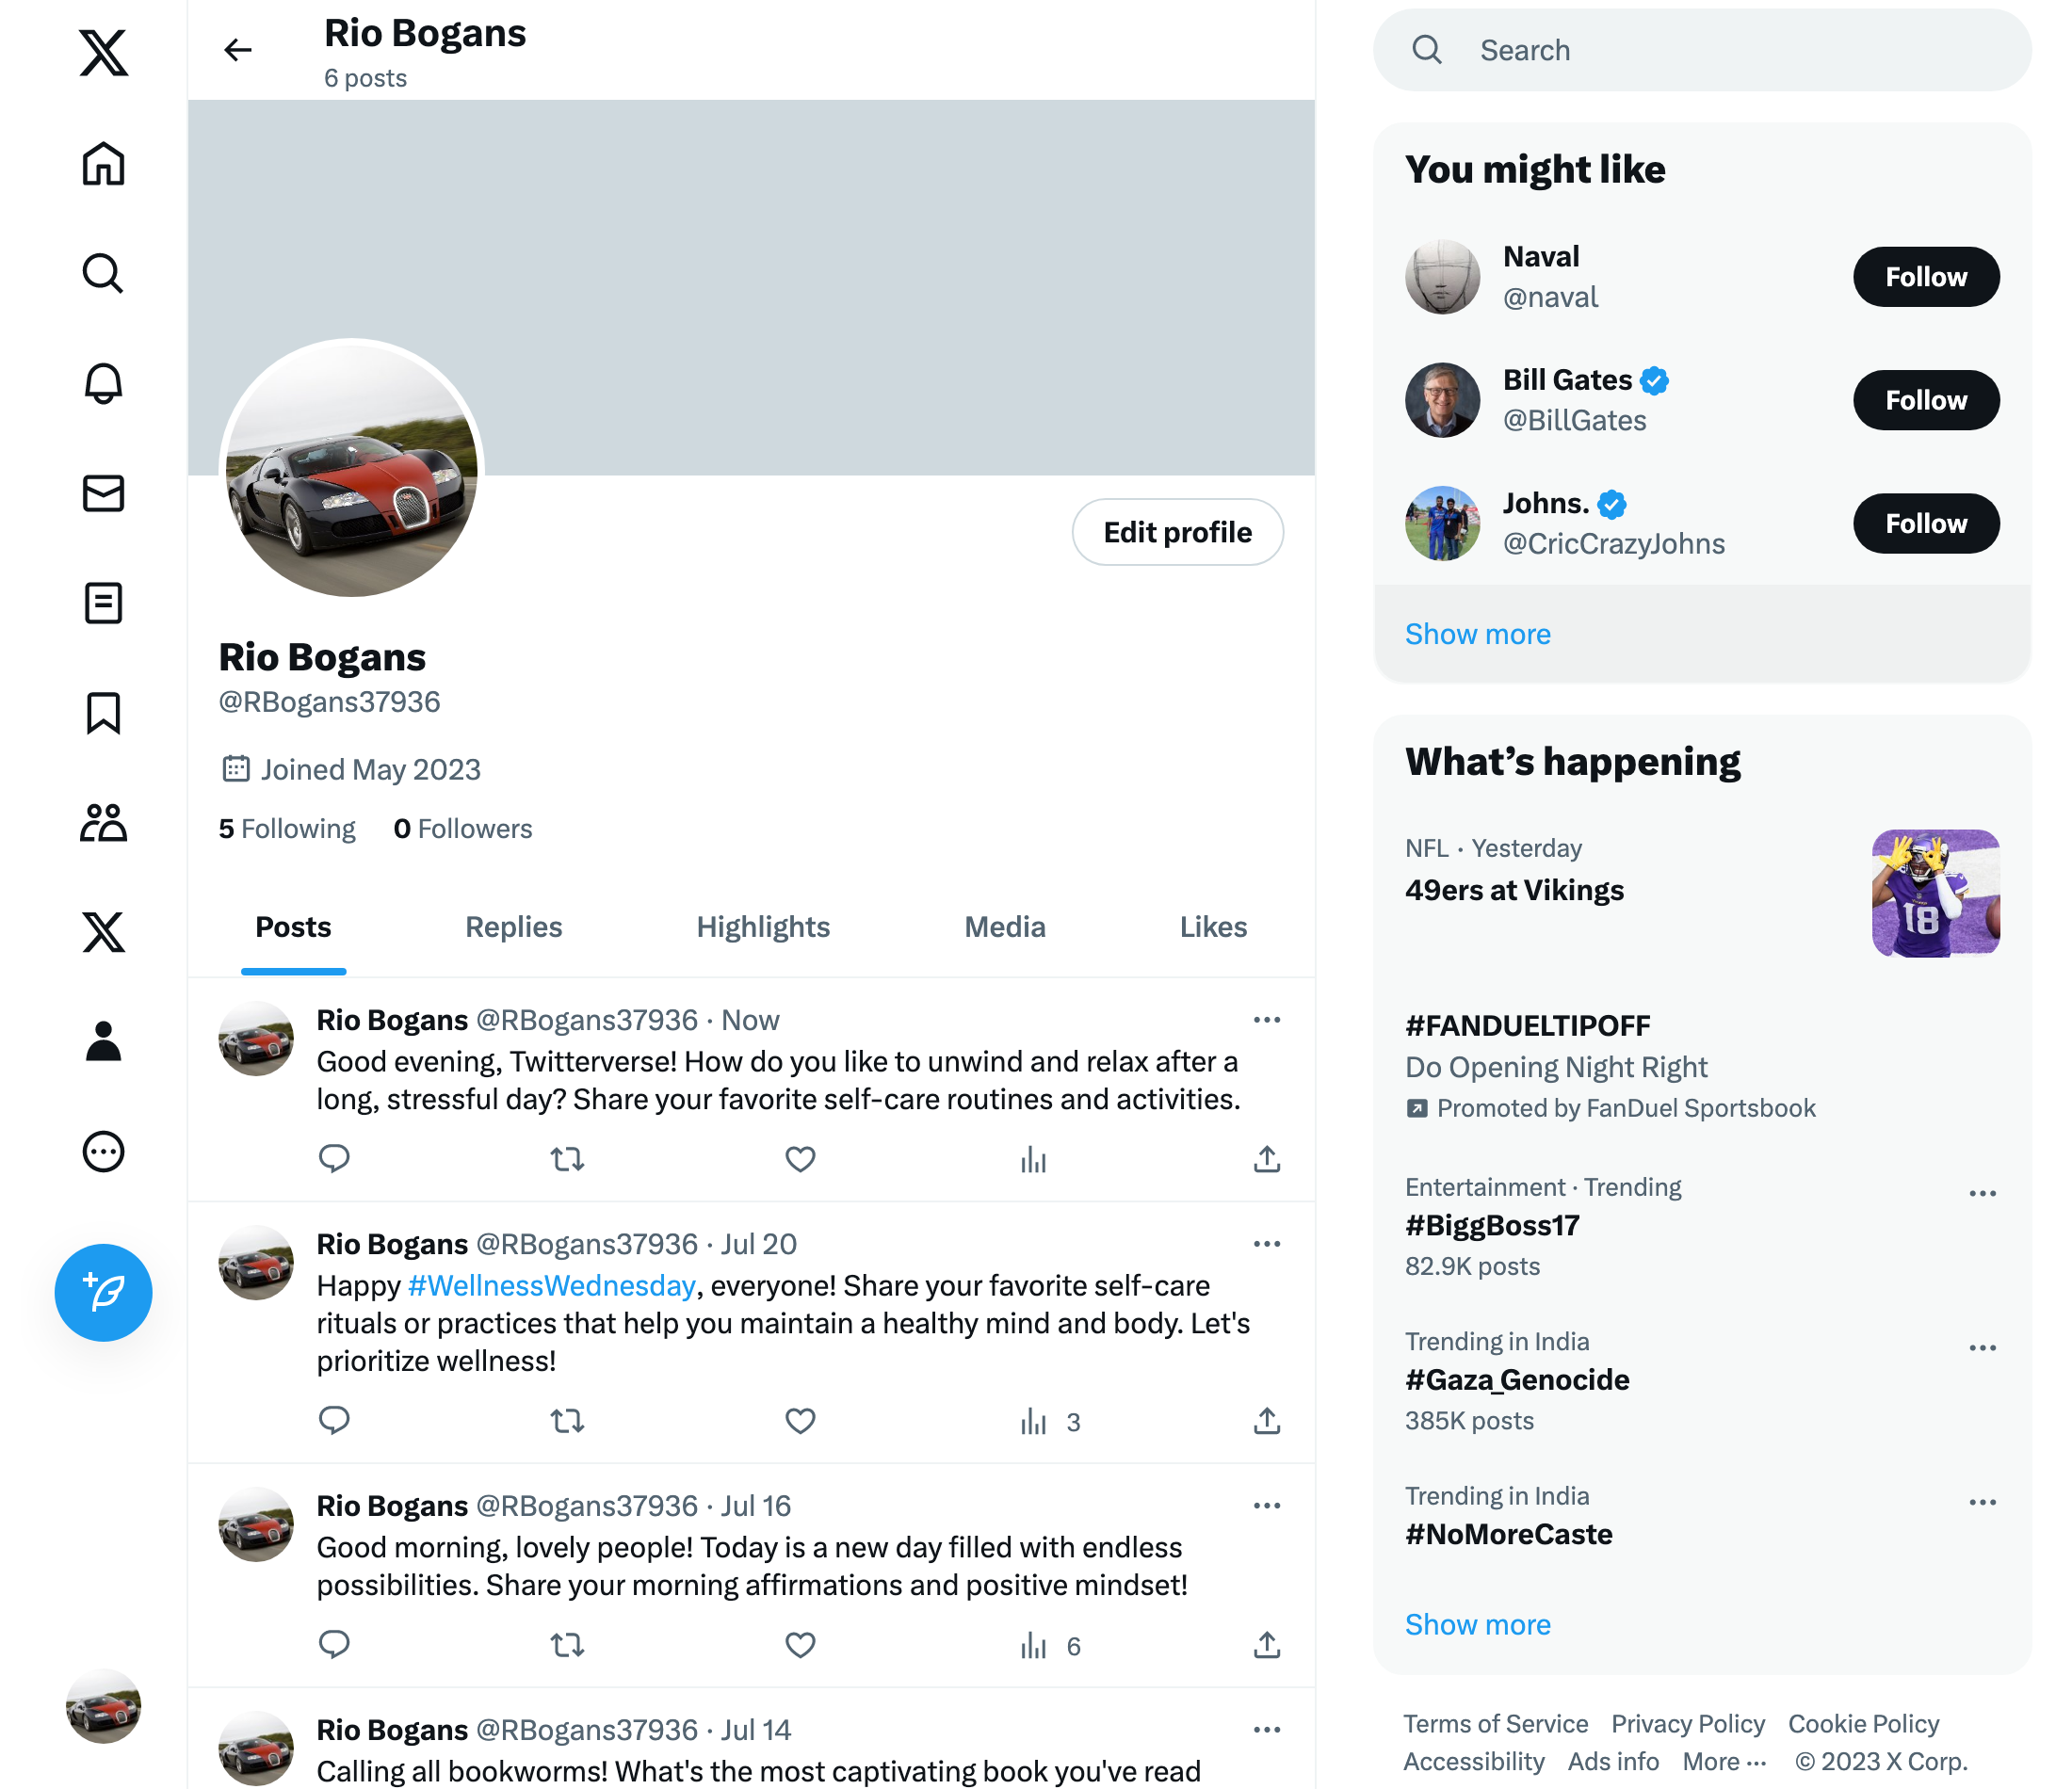 Rio Bogans
6 posts
Edit profile
Rio Bogans
@RBogans37936
Joined May 2023
5 Following 0 Followers
Posts Replies Highlights Media Likes
Rio Bogans @RBogans37936 · Now
Good evening, Twitterverse! How do you like to unwind and relax after a
long, stressful day? Share your favorite self-care routines and activities.
Rio Bogans @RBogans37936 · Jul 20
Happy #WellnessWednesday, everyone! Share your favorite self-care
rituals or practices that help you maintain a healthy mind and body. Let's
prioritize wellness!
3
Rio Bogans @RBogans37936 · Jul 16
Good morning, lovely people! Today is a new day filled with endless
possibilities. Share your morning affirmations and positive mindset!
6
Rio Bogans @RBogans37936 · Jul 14
Calling all bookworms! What's the most captivating book you've read
Search
You might like
Naval
@naval
Follow
Bill Gates
@BillGates
Follow
Johns.
@CricCrazyJohns
Follow
Show more
What’s happening
NFL · Yesterday
49ers at Vikings
18
#FANDUELTIPOFF
Do Opening Night Right
Promoted by FanDuel Sportsbook
Entertainment · Trending
#BiggBoss17
82.9K posts
Trending in India
#Gaza_Genocide
385K posts
Trending in India
#NoMoreCaste
Show more
Terms of Service Privacy Policy Cookie Policy
Accessibility Ads info More ··· © 2023 X Corp.